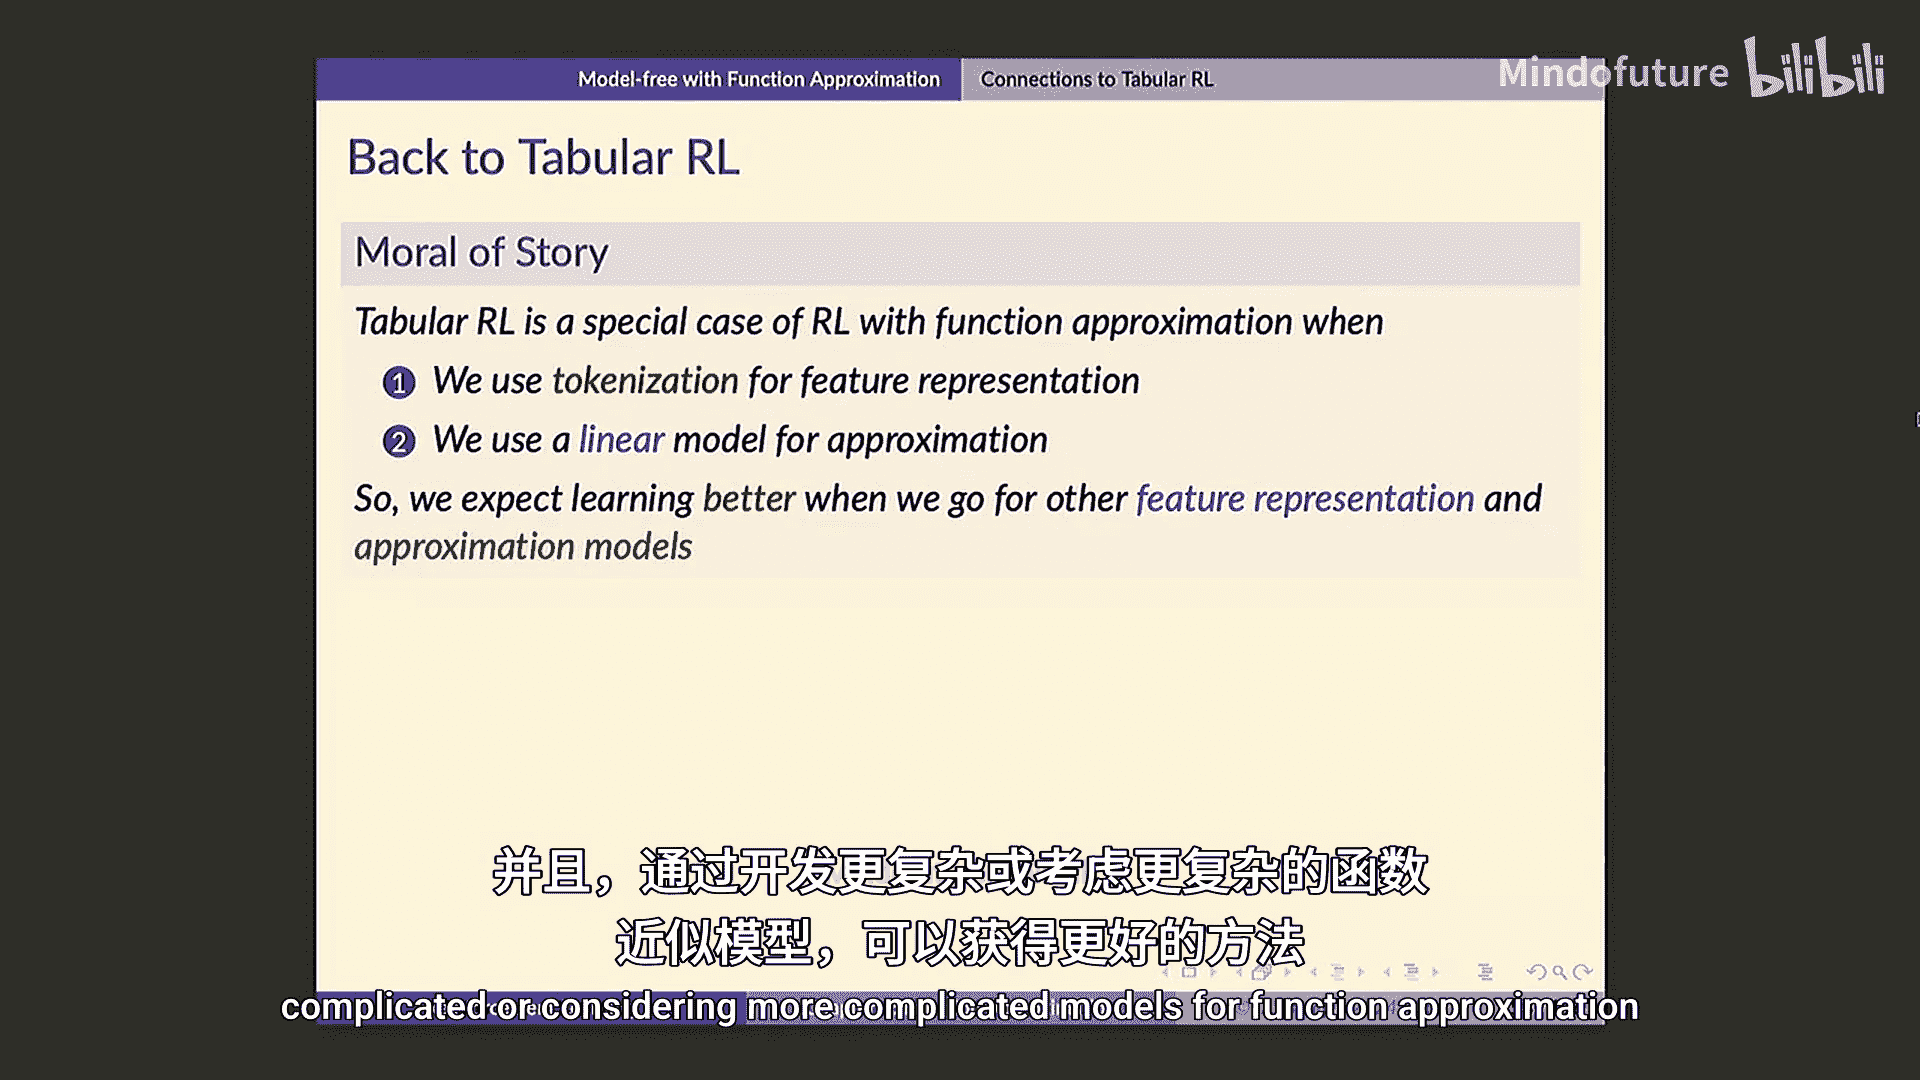 Mindofuture bilibili
Model-free with Function Approximation
Connections to Tabular RL
Back to Tabular RL
Moral of Story
Tabular RL is a special case of RL with function approximation when
1 We use tokenization for feature representation
2 We use a linear model for approximation
So, we expect learning better when we go for other feature representation and
approximation models
并且，通过开发更复杂或考虑更复杂的函数
近似模型，可以获得更好的方法
complicated or considering more complicated models for function approximation